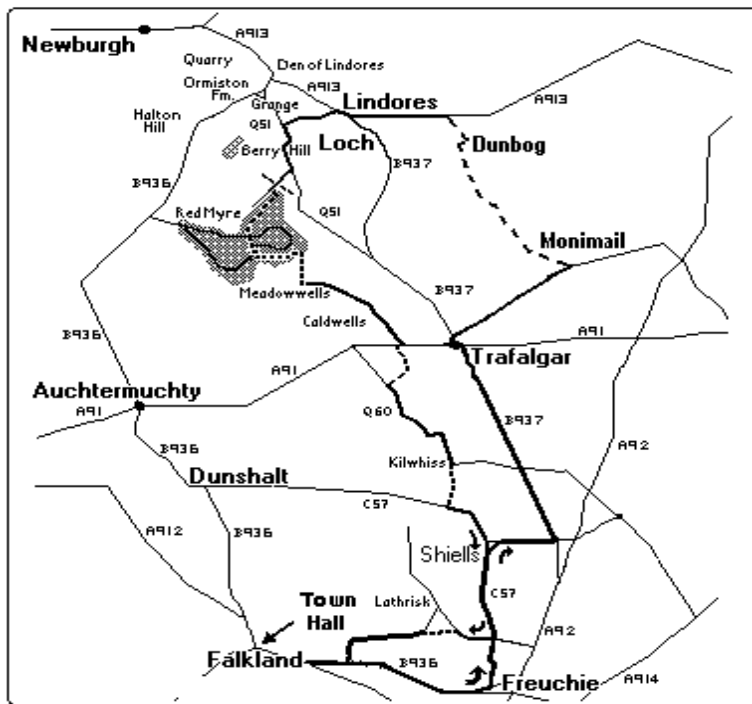 A913
Newburgh
Quarry
Den of Lindores
Ormiston
Fm.
A913
Grange
Lindores
A913
Halton
Hill
Q51
Loch
Dunbog
Berry Hill
B937
B936
Red Myre
Q51
Monimail
Meadowwells
B937
Caldwells
B936
A91
Trafalgar
A91
Auchtermuchty
A91
Q60
B937
B936
A92
Kilwhiss
Dunshalt
C57
A912
B936
Shiells
C57
Town
Hall
Lathrisk
A92
Falkland
B936
Freuchie
A914